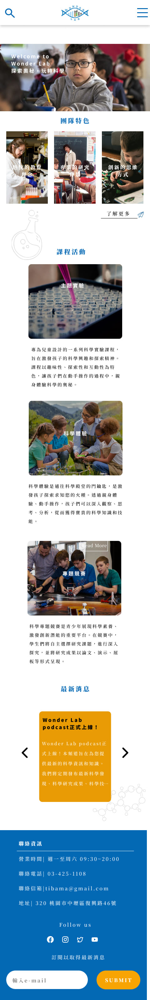 WONDER
LAB
Welcome to
Wonder Lab
探索奧秘，玩轉科學
團隊特色
熱忱的教育
理念
專業的研究
背景
創新的思維
方式
了解更多
課程活動
主題實驗
專為兒童設計的一系列科學實驗課程，
旨在激發孩子的科學興趣和探索精神。
課程以趣味性、探索性和互動性為特
色，讓孩子們在動手操作的過程中，親
身體驗科學的奧秘。
科學體驗
科學體驗是通往科學殿堂的門鑰匙，是激
發孩子探索求知慾的火種。透過親身體
驗、動手操作，孩子們可以深入觀察、思
考、分析，從而獲得寶貴的科學知識和技
能。
Read More
專題競賽
科學專題競賽是青少年展現科學素養、
激發創新潛能的重要平台。在競賽中，
學生們將自主選擇研究課題，進行深入
探究，並將研究成果以論文、演示、展
板等形式呈現。
最新消息
Wonder Lab
podcast正式上線！
Wonder Lab podcast正
式上線！本頻道旨在為您提
供最新的科學資訊和知識。
我們將定期發布最新科學發
現、科學研究成果、科學技…
聯絡資訊
營業時間| 週一至周六 09:30~20:00
聯絡電話| 03-425-1108
聯絡信箱|tibama@gmail.com
地址| 320 桃園市中壢區復興路46號
Follow us
訂閱以取得最新消息
輸入e-mail
SUBMIT